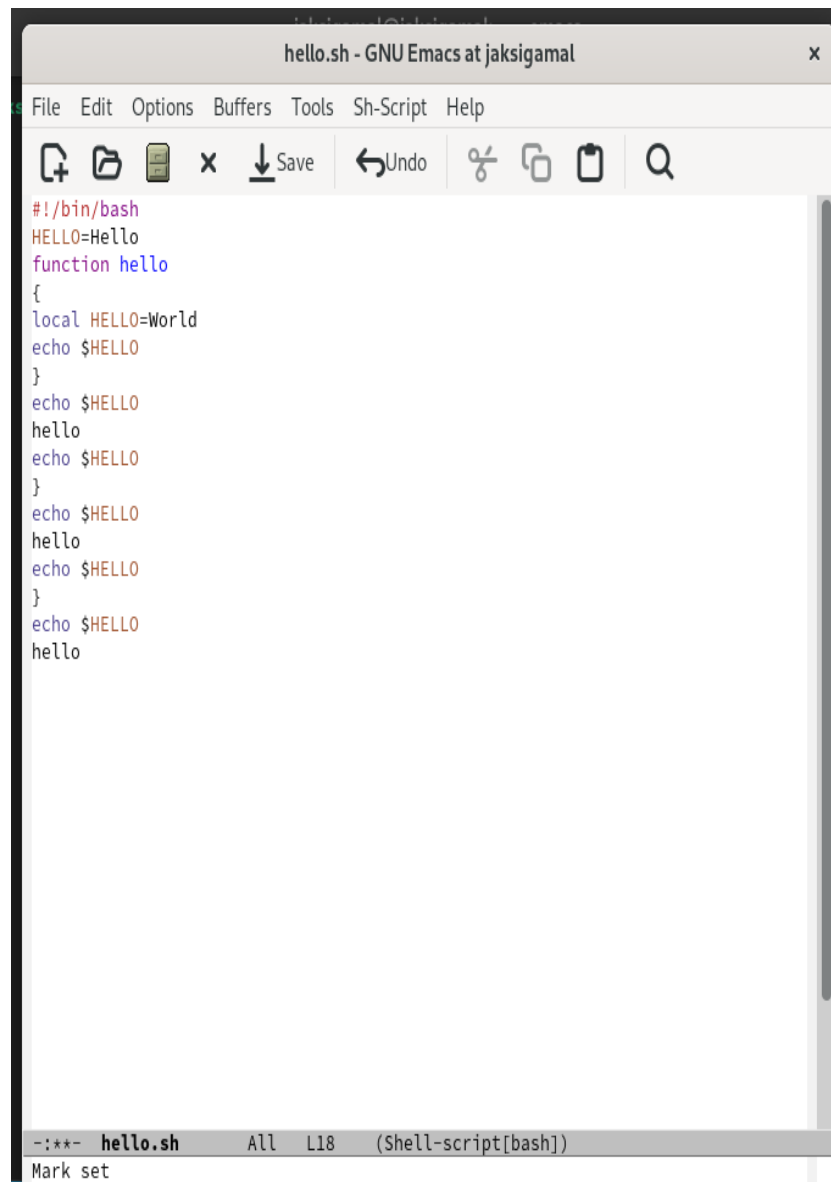 hello.sh - GNU Emacs at jaksigamal x
File Edit Options Buffers Tools Sh-Script Help
Save Undo
#!/bin/bash
HELLO=Hello
function hello
{
local HELLO=World
echo $HELLO
}
echo $HELLO
hello
echo $HELLO
}
echo $HELLO
hello
echo $HELLO
}
echo $HELLO
hello
-:**- hello.sh All L18 (Shell-script[bash])
Mark set